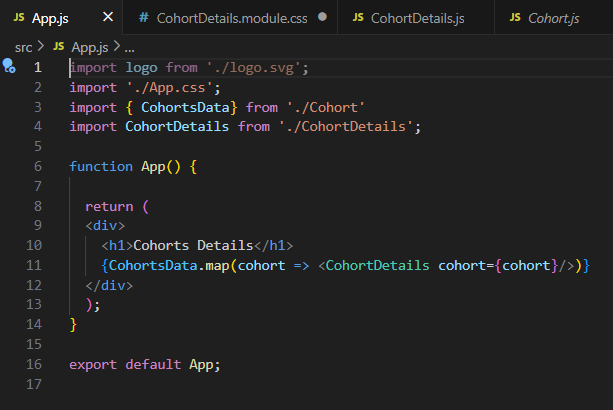 JS App.js ×
# CohortDetails.module.css
JS CohortDetails.js
JS Cohort.js
src > JS App.js > ...
1 import logo from './logo.svg';
2 import './App.css';
3 import { CohortsData} from './Cohort'
4 import CohortDetails from './CohortDetails';
5
6 function App() {
7
8 return (
9 <div>
10 <h1>Cohorts Details</h1>
11 {CohortsData.map(cohort => <CohortDetails cohort={cohort}/>)}
12 </div>
13 );
14 }
15
16 export default App;
17